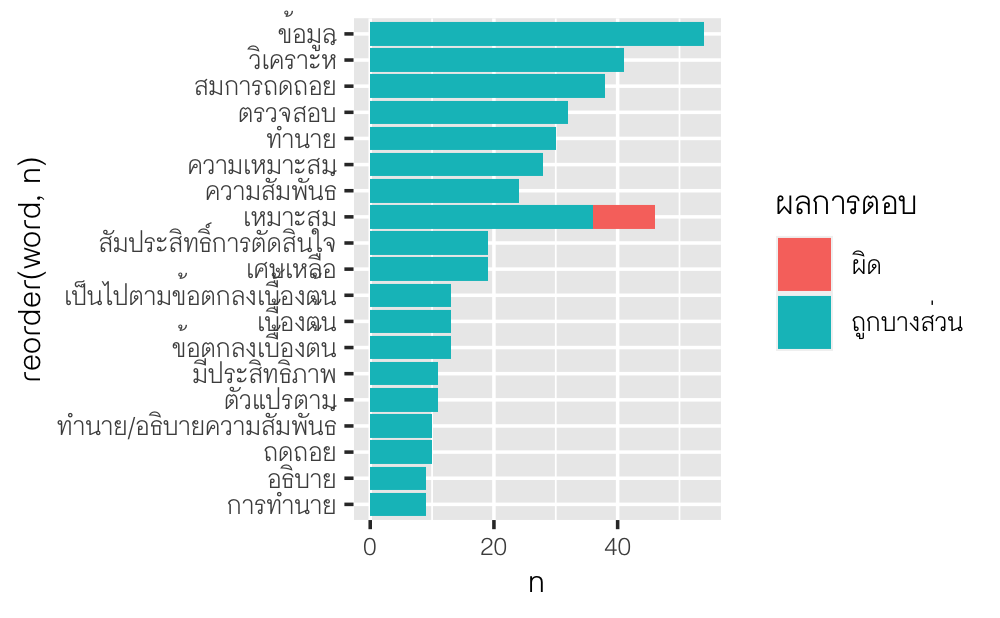 ข้อมูล
วิเคราะห์
สมการถดถอย
ตรวจสอบ
ทำนาย
ความเหมาะสม
ความสัมพันธ์
เหมาะสม
สัมประสิทธิ์การตัดสินใจ
เศษเหลือ
เป็นไปตามข้อตกลงเบื้องต้น
เบื้องต้น
ข้อตกลงเบื้องต้น
มีประสิทธิภาพ
ตัวแปรตาม
ทำนาย/อธิบายความสัมพันธ์
ถดถอย
อธิบาย
การทำนาย
reorder(word, n)
0 20 40
n
ผลการตอบ
ผิด
ถูกบางส่วน